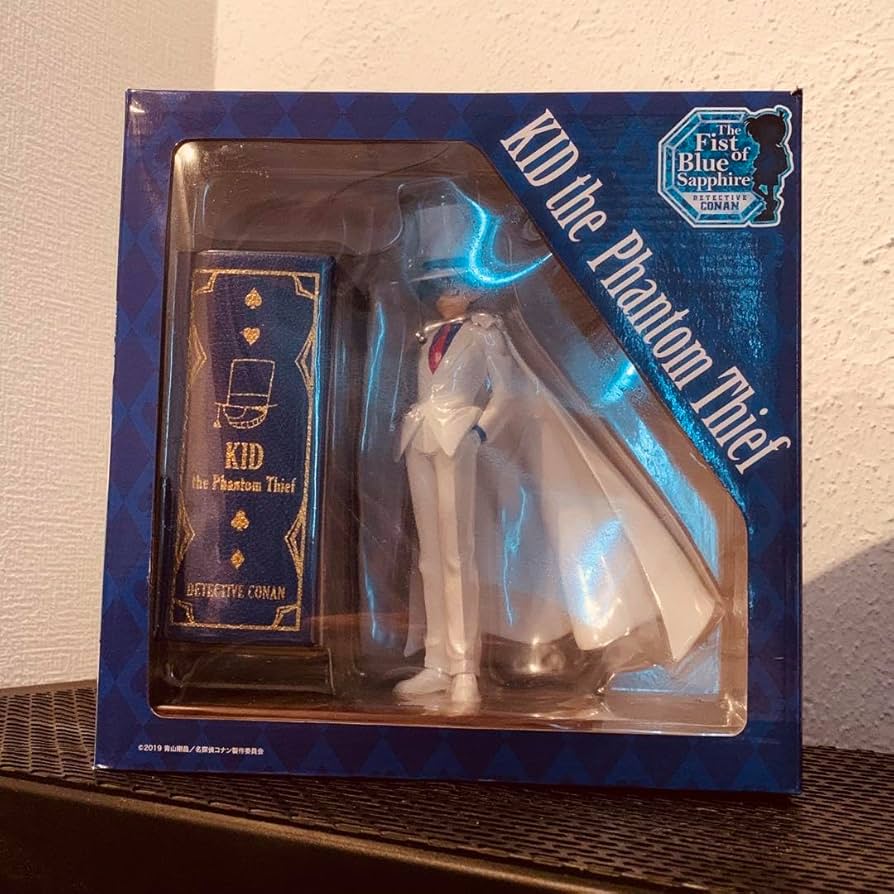 The
Fist of
Blue
Sapphire
DETECTIVE
CONAN
KID the Phantom Thief
KID
the Phantom Thief
DETECTIVE CONAN
©2019 青山剛昌/名探偵コナン製作委員会